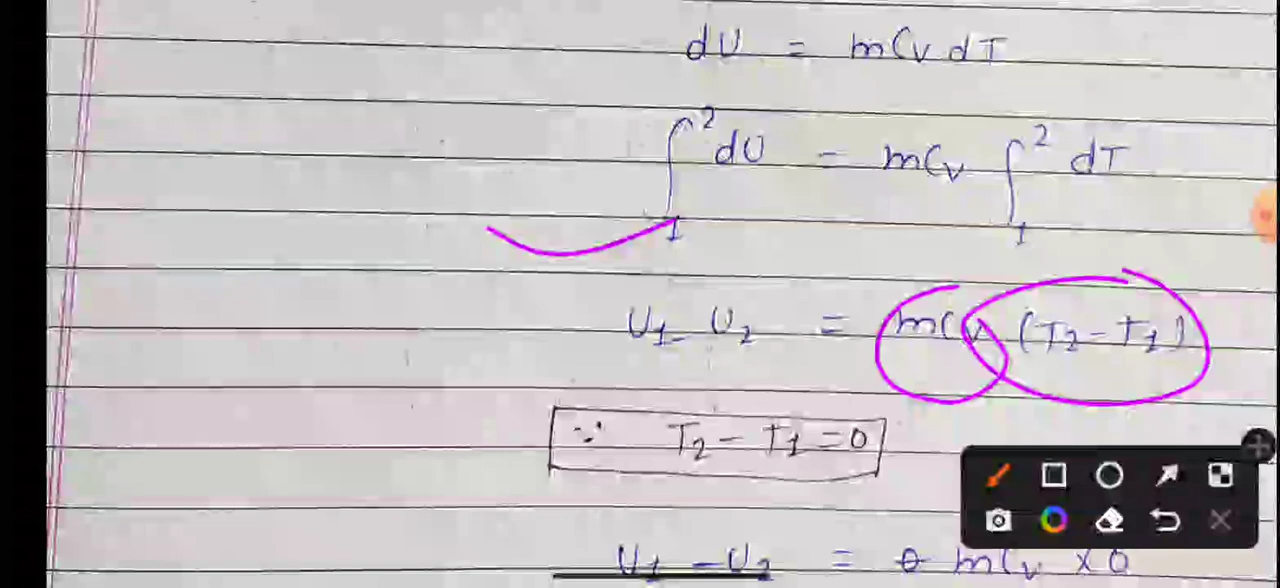 dU = mCv dT
∫₁² dU = mCv ∫₁² dT
U₁ - U₂ = mCv (T₂ - T₁)
∵ T₂ - T₁ = 0
U₁ - U₂ = 0 mCv × 0